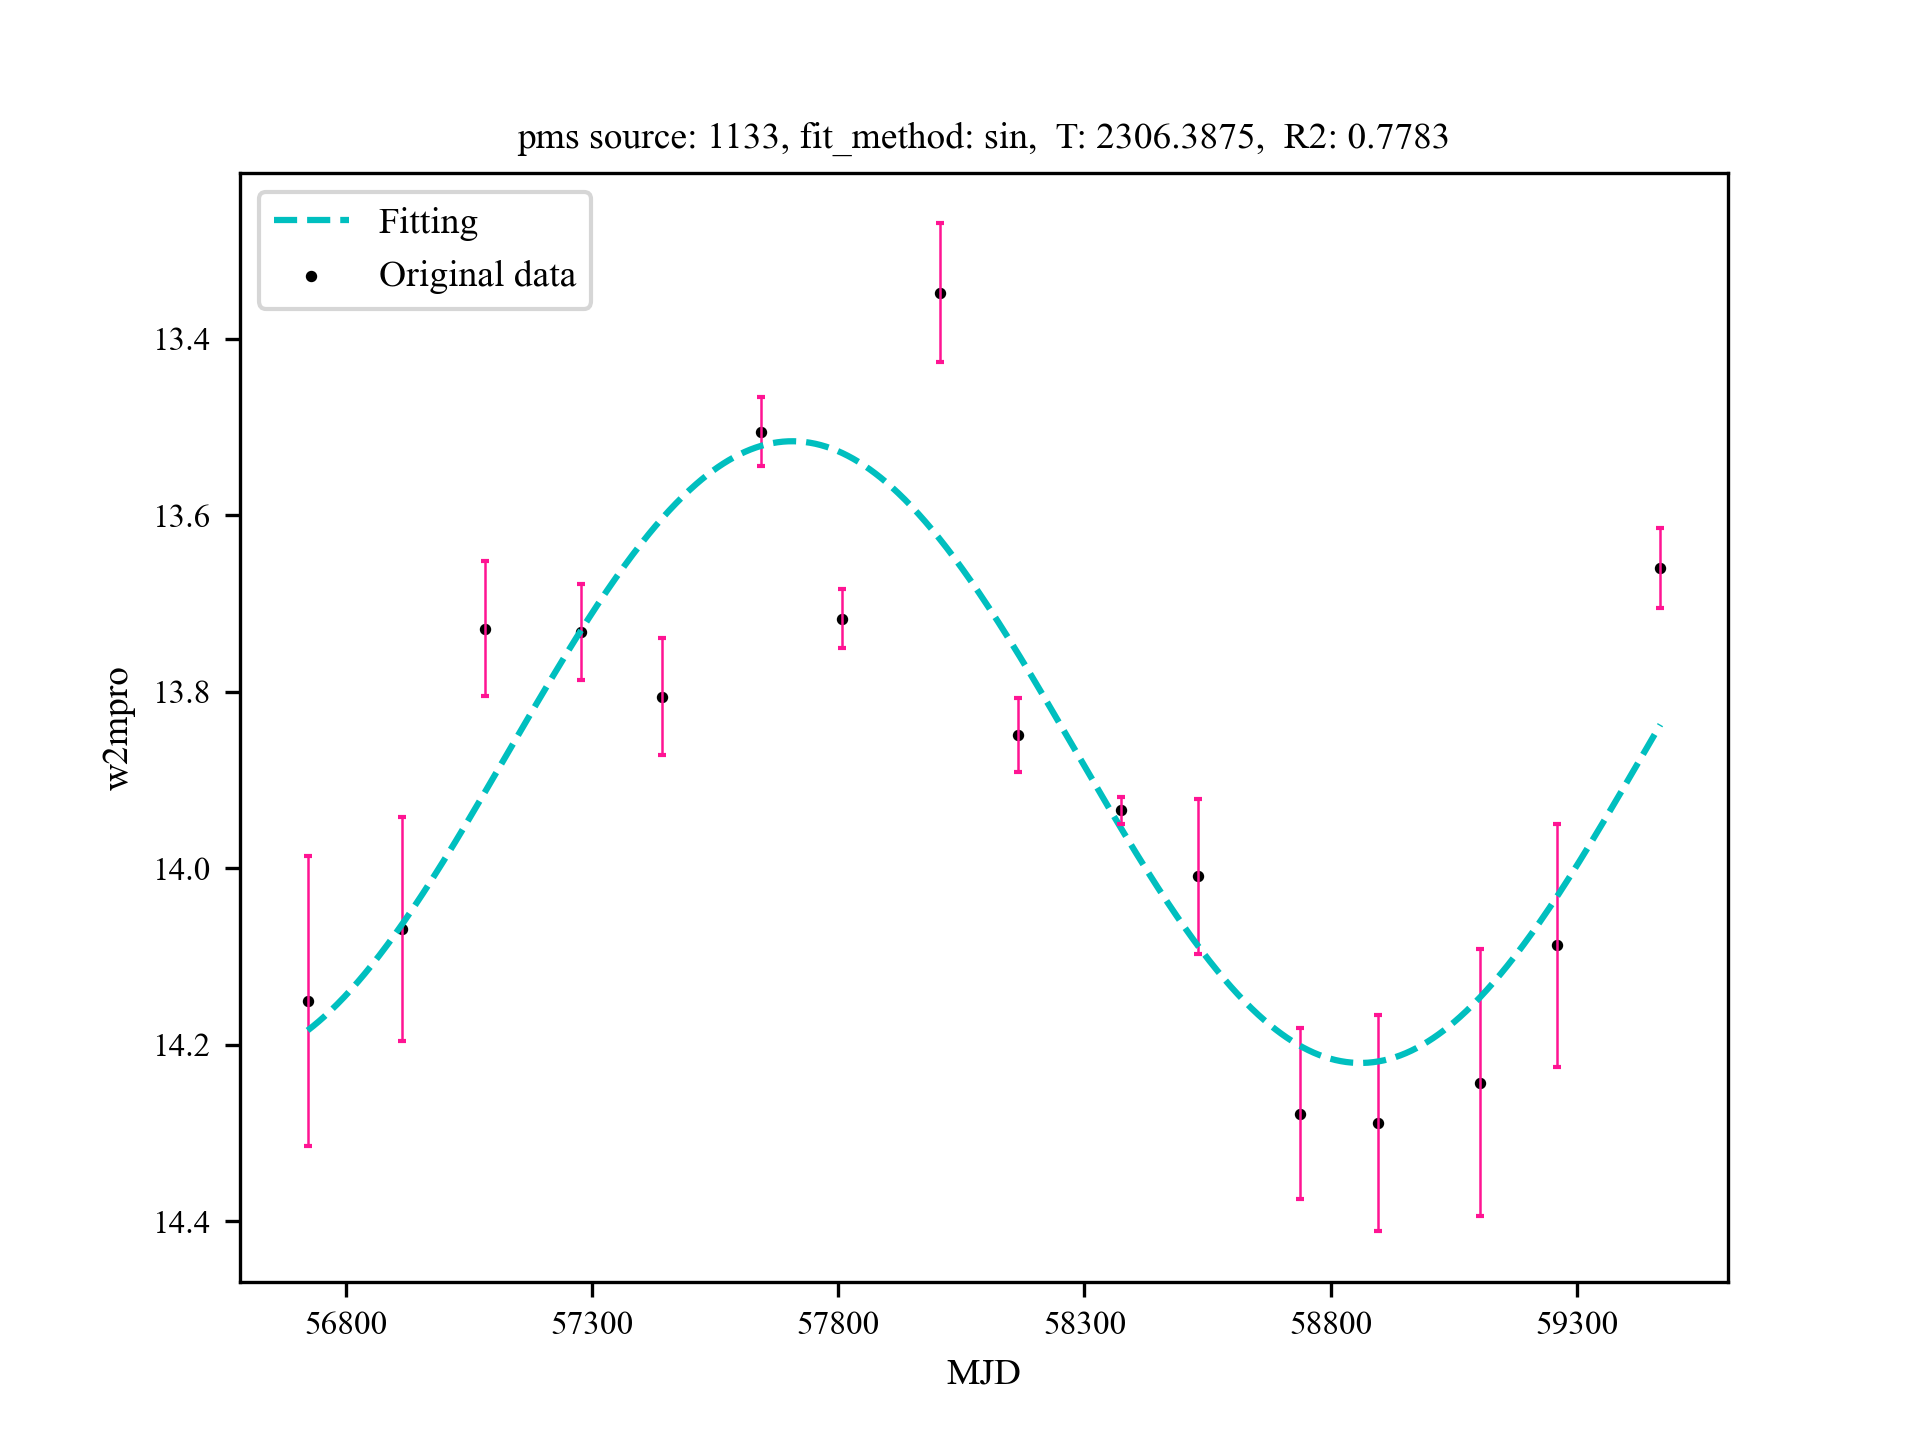 pms source: 1133, fit_method: sin,  T: 2306.3875,  R2: 0.7783
Fitting
Original data
13.4
13.6
13.8
14.0
14.2
14.4
w2mpro
56800
57300
57800
58300
58800
59300
MJD